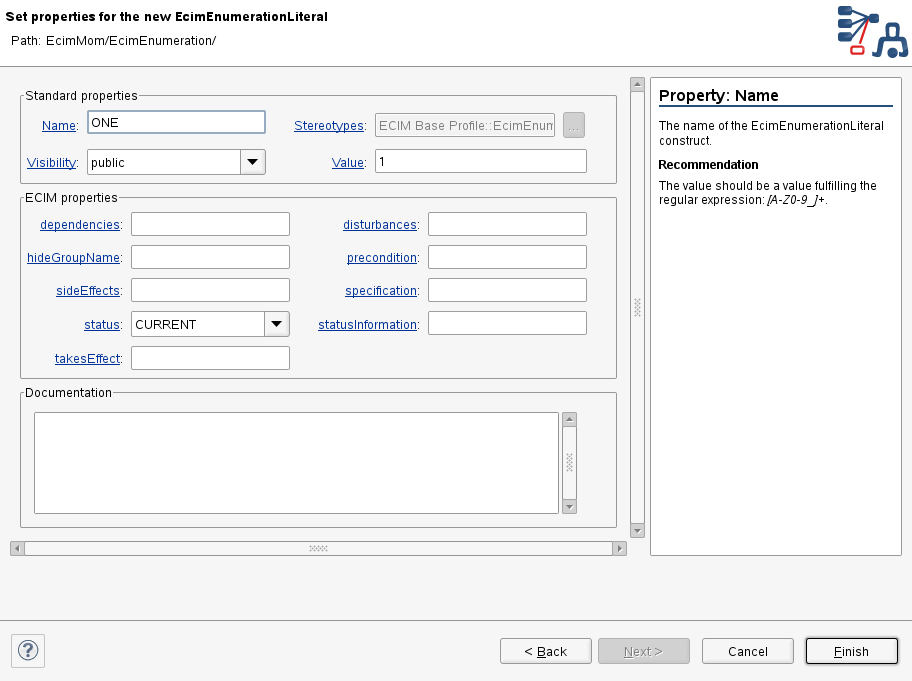 Set properties for the new EcimEnumerationLiteral
Path: EcimMom/EcimEnumeration/
Standard properties
Name: ONE
Stereotypes: ECIM Base Profile::EcimEnum ...
Visibility: public
Value: 1
ECIM properties
dependencies:
disturbances:
hideGroupName:
precondition:
sideEffects:
specification:
status: CURRENT
statusInformation:
takesEffect:
Documentation
Property: Name
The name of the EcimEnumerationLiteral
construct.
Recommendation
The value should be a value fulfilling the
regular expression: [A-Z0-9_]+.
?
< Back
Next >
Cancel
Finish